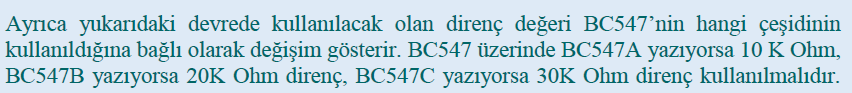 Ayrıca yukarıdaki devrede kullanılacak olan direnç değeri BC547’nin hangi çeşidinin
kullanıldığına bağlı olarak değişim gösterir. BC547 üzerinde BC547A yazıyorsa 10 K Ohm,
BC547B yazıyorsa 20K Ohm direnç, BC547C yazıyorsa 30K Ohm direnç kullanılmalıdır.